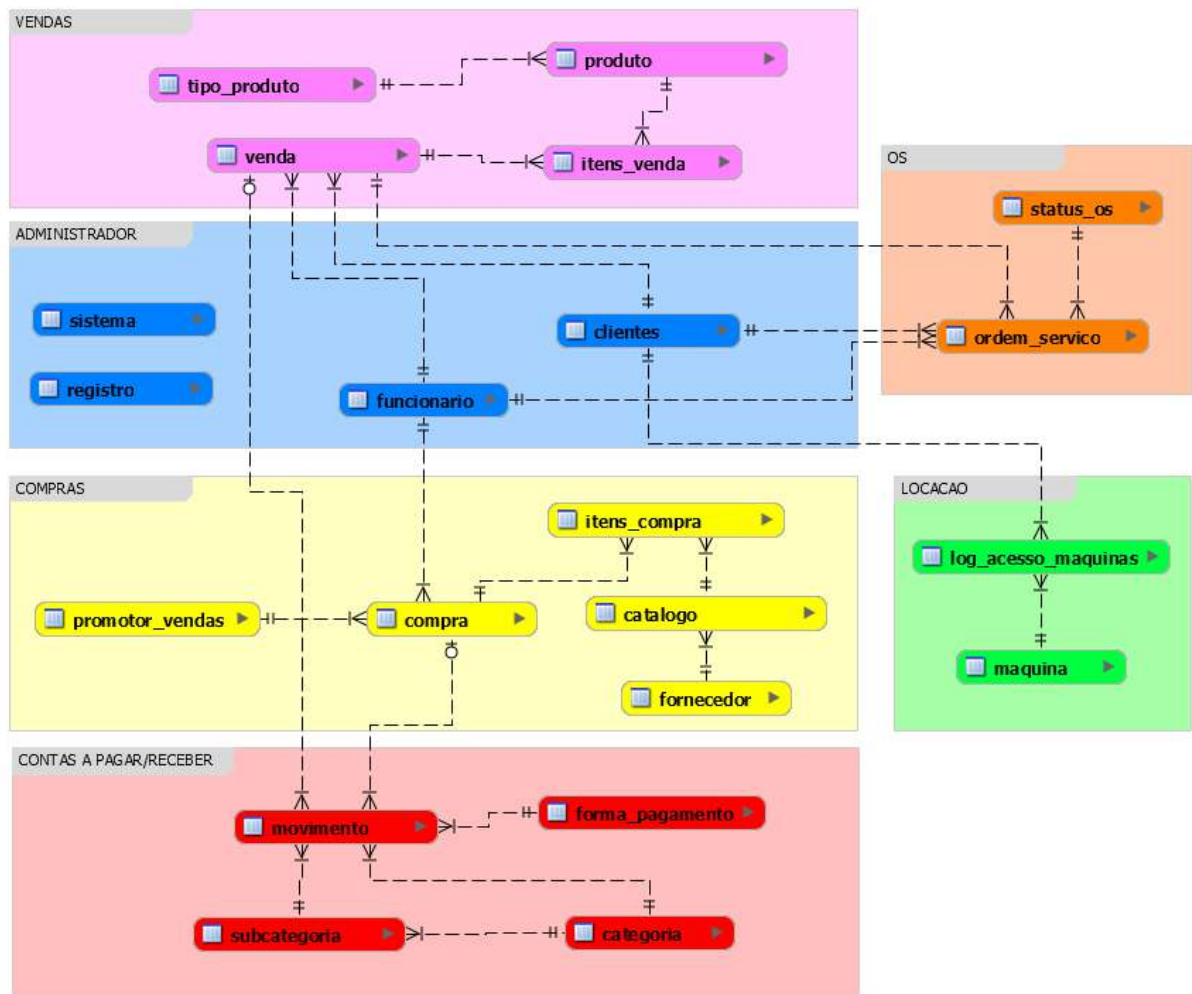 VENDAS
produto
tipo_produto
venda
itens_venda
OS
status_os
ordem_servico
ADMINISTRADOR
sistema
clientes
registro
funcionario
COMPRAS
itens_compra
promotor_vendas
compra
catalogo
fornecedor
LOCACAO
log_acesso_maquinas
maquina
CONTAS A PAGAR/RECEBER
movimento
forma_pagamento
subcategoria
categoria